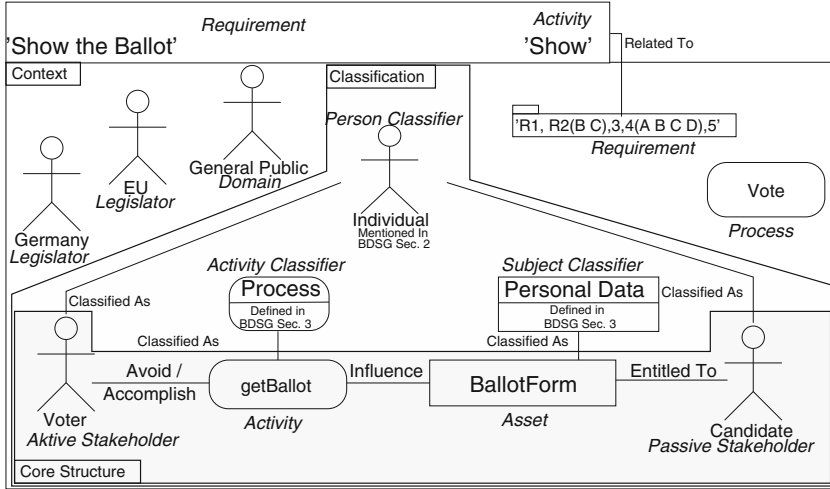 Requirement
Activity
'Show the Ballot'
'Show'
Related To
Context
Classification
'R1, R2(B C),3,4(A B C D),5'
Requirement
Person Classifier
General Public
Domain
EU
Legislator
Germany
Legislator
Individual
Mentioned In
BDSG Sec. 2
Vote
Process
Activity Classifier
Process
Defined in
BDSG Sec. 3
Subject Classifier
Personal Data
Defined in
BDSG Sec. 3
Classified As
Classified As
Classified As
Classified As
Avoid /
Accomplish
getBallot
Influence
BallotForm
Entitled To
Voter
Aktive Stakeholder
Activity
Asset
Candidate
Passive Stakeholder
Core Structure